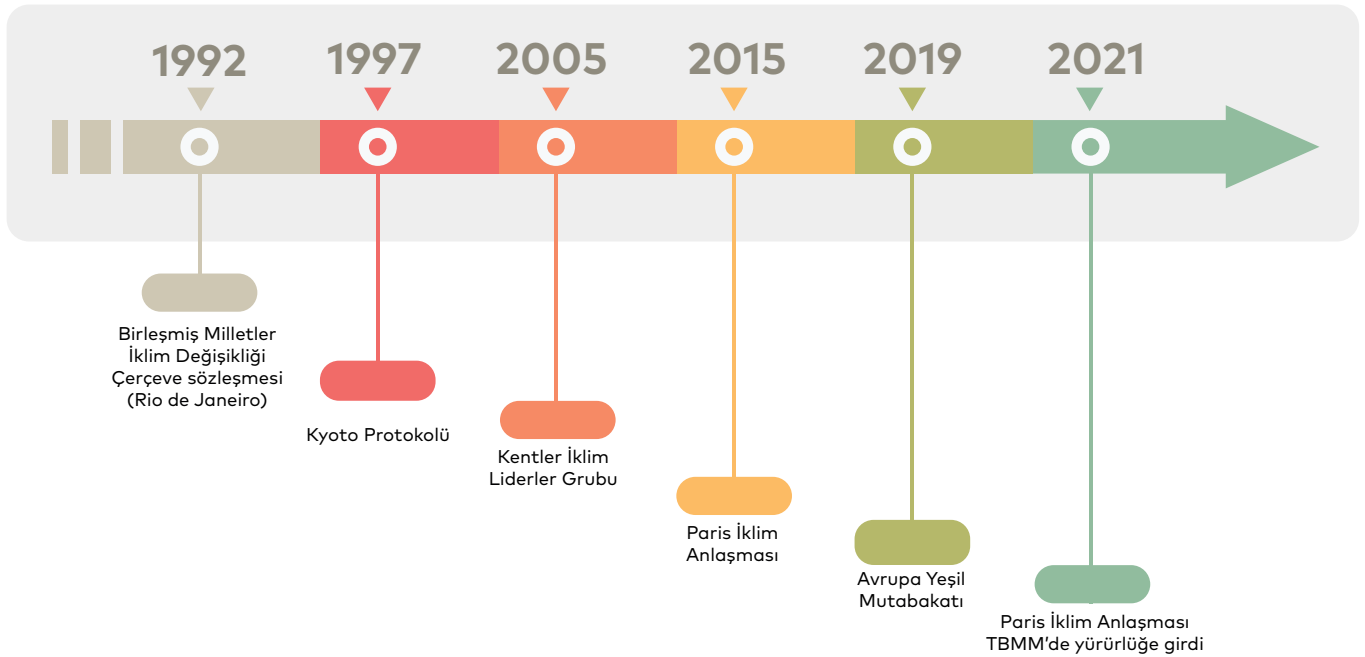 1992
1997
2005
2015
2019
2021
Birleşmiş Milletler
İklim Değişikliği
Çerçeve sözleşmesi
(Rio de Janeiro)
Kyoto Protokolü
Kentler İklim
Liderler Grubu
Paris İklim
Anlaşması
Avrupa Yeşil
Mutabakatı
Paris İklim Anlaşması
TBMM'de yürürlüğe girdi